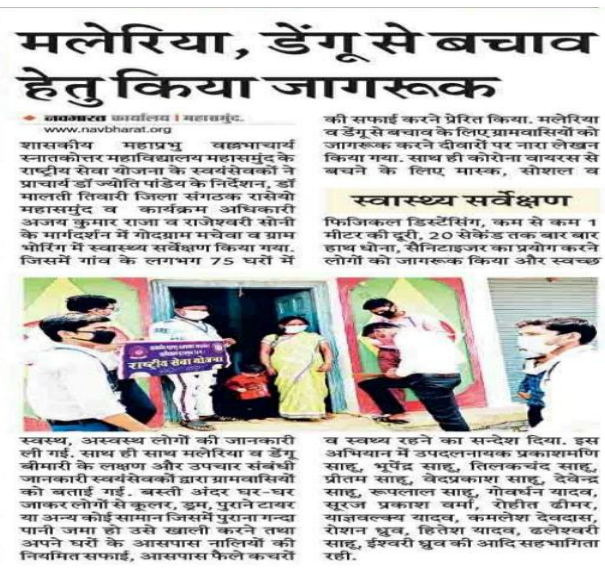 मलेरिया, डेंगू से बचाव
हेतु किया जागरूक
नवभारत कार्यालय | महासमुंद.
www.navbharat.org
शासकीय महाप्रभु वल्लभाचार्य
स्नातकोत्तर महाविद्यालय महासमुंद के
राष्ट्रीय सेवा योजना के स्वयंसेवकों ने
प्राचार्य डॉ ज्योति पांडेय के निर्देशन, डॉ
मालती तिवारी जिला संगठक रासेयो
महासमुंद व कार्यक्रम अधिकारी
अजय कुमार राजा व राजेश्वरी सोनी
के मार्गदर्शन में गोदग्राम मचेवा व ग्राम
भोरिंग में स्वास्थ्य सर्वेक्षण किया गया.
जिसमें गांव के लगभग 75 घरों में
स्वस्थ, अस्वस्थ लोगों की जानकारी
ली गई. साथ ही साथ मलेरिया व डेंगू
बीमारी के लक्षण और उपचार संबंधी
जानकारी स्वयंसेवकों द्वारा ग्रामवासियों
को बताई गई. बस्ती अंदर घर-घर
जाकर लोगों से कूलर, ड्रम, पुराने टायर
या अन्य कोई सामान जिसमें पुराना गन्दा
पानी जमा हो उसे खाली करने तथा
अपने घरों के आसपास नालियों की
नियमित सफाई, आसपास फैले कचरों
की सफाई करने प्रेरित किया. मलेरिया
व डेंगू से बचाव के लिए ग्रामवासियों को
जागरूक करने दीवारों पर नारा लेखन
किया गया. साथ ही कोरोना वायरस से
बचने के लिए मास्क, सोशल व
स्वास्थ्य सर्वेक्षण
फिजिकल डिस्टेंसिंग, कम से कम 1
मीटर की दूरी, 20 सेकेंड तक बार बार
हाथ धोना, सैनिटाइजर का प्रयोग करने
लोगों को जागरूक किया और स्वच्छ
राष्ट्रीय सेवा योजना
व स्वथ्य रहने का सन्देश दिया. इस
अभियान में उपदलनायक प्रकाशमणि
साहू, भूपेंद्र साहू, तिलकचंद साहू,
प्रीतम साहू, वेदप्रकाश साहू, देवेन्द्र
साहू, रूपलाल साहू, गोवर्धन यादव,
सूरज प्रकाश वर्मा, रोहीत ढीमर,
याज्ञवल्क्य यादव, कमलेश देवदास,
रोशन ध्रुव, हितेश यादव, ढलेश्वरी
साहू, ईश्वरी ध्रुव की आदि सहभागिता
रही.